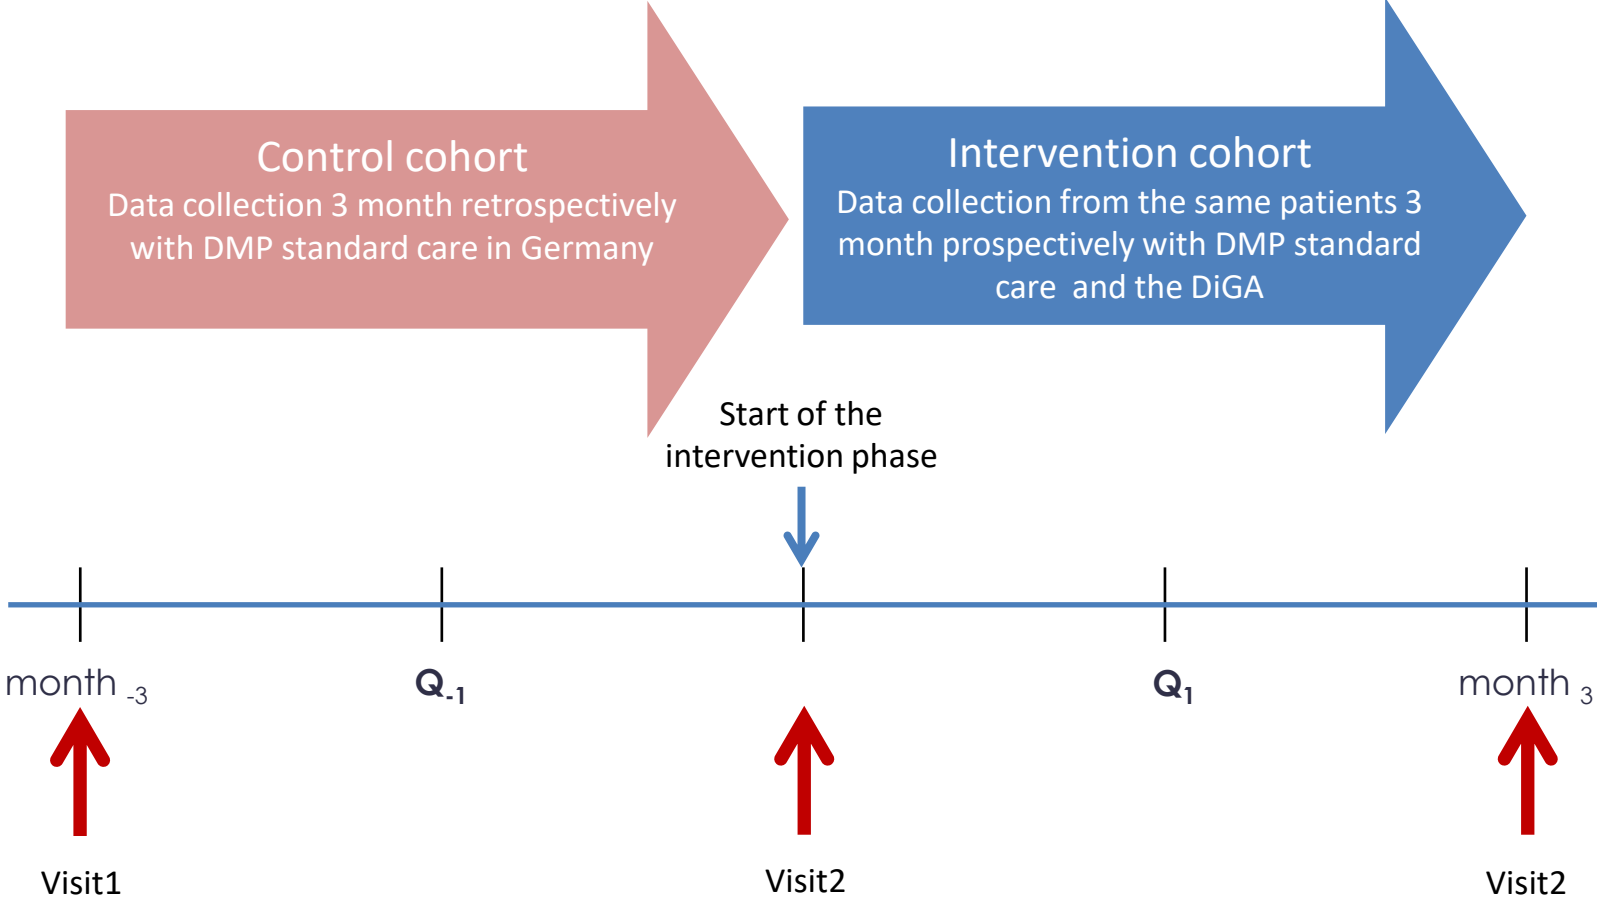 Control cohort
Data collection 3 month retrospectively
with DMP standard care in Germany
Intervention cohort
Data collection from the same patients 3
month prospectively with DMP standard
care and the DiGA
Start of the
intervention phase
month -3
Q-1
Q1
month 3
Visit1
Visit2
Visit2